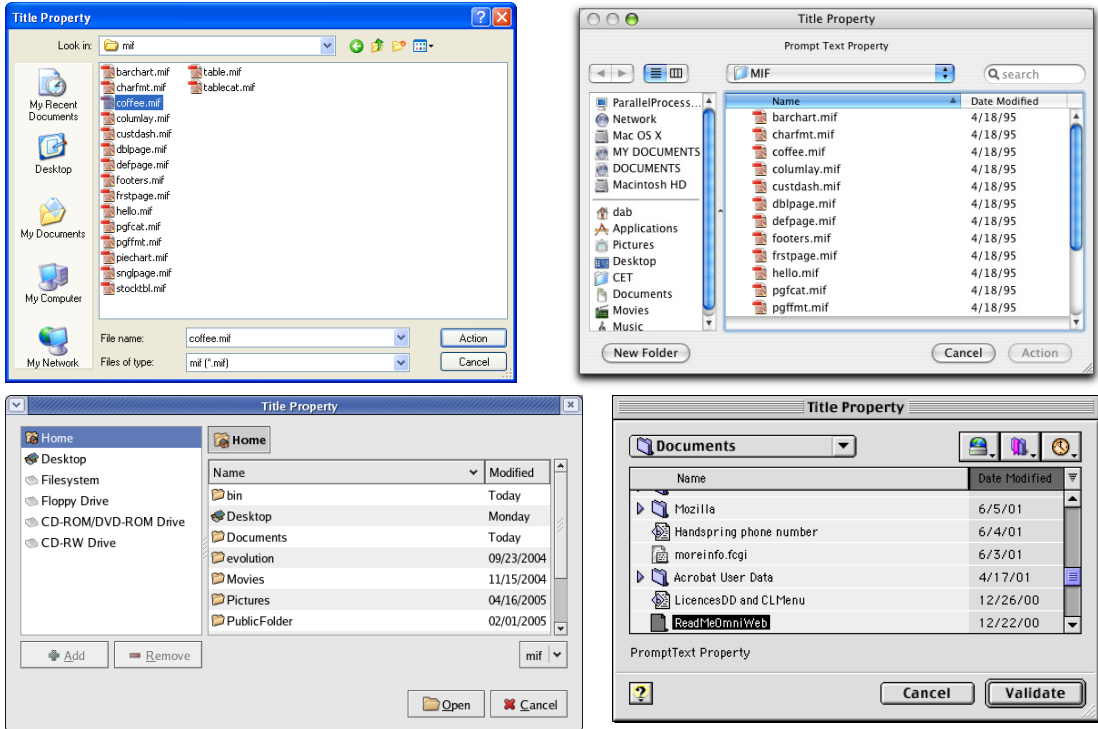 Title Property
Look in: mif
My Recent Documents
Desktop
My Documents
My Computer
My Network
barchart.mif
charfmt.mif
coffee.mif
columlay.mif
custdash.mif
dblpage.mif
defpage.mif
footers.mif
frstpage.mif
hello.mif
pgfcat.mif
pgffmt.mif
piechart.mif
snglpage.mif
stocktbl.mif
table.mif
tablecat.mif
File name: coffee.mif Action
Files of type: mif (*.mif) Cancel
Title Property
Prompt Text Property
MIF
search
ParallelProcess...
Network
Mac OS X
MY DOCUMENTS
DOCUMENTS
Macintosh HD
dab
Applications
Pictures
Desktop
CET
Documents
Movies
Music
Name Date Modified
barchart.mif 4/18/95
charfmt.mif 4/18/95
coffee.mif 4/18/95
columlay.mif 4/18/95
custdash.mif 4/18/95
dblpage.mif 4/18/95
defpage.mif 4/18/95
footers.mif 4/18/95
frstpage.mif 4/18/95
hello.mif 4/18/95
pgfcat.mif 4/18/95
pgffmt.mif 4/18/95
New Folder Cancel Action
Title Property
Home
Desktop
Filesystem
Floppy Drive
CD-ROM/DVD-ROM Drive
CD-RW Drive
Home
Name Modified
bin Today
Desktop Monday
Documents Today
evolution 09/23/2004
Movies 11/15/2004
Pictures 04/16/2005
PublicFolder 02/01/2005
Add Remove mif
Open Cancel
Title Property
Documents
Name Date Modified
Mozilla 6/5/01
Handspring phone number 6/4/01
moreinfo.fcgi 6/3/01
Acrobat User Data 4/17/01
LicencesDD and CLMenu 12/26/00
ReadMeOmniWeb 12/22/00
PromptText Property
Cancel Validate